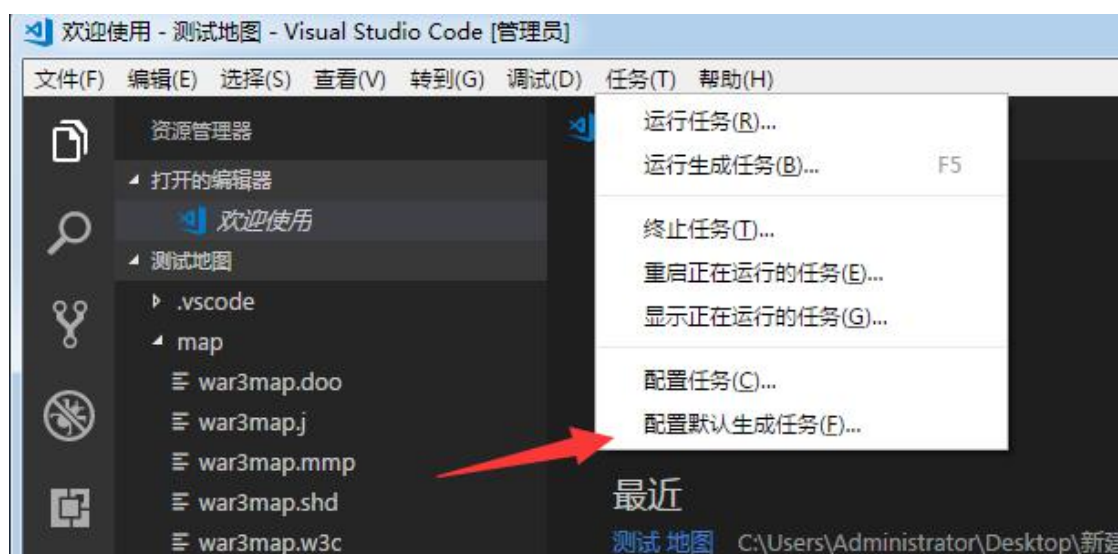 欢迎使用 - 测试地图 - Visual Studio Code [管理员]
文件(F) 编辑(E) 选择(S) 查看(V) 转到(G) 调试(D) 任务(T) 帮助(H)
资源管理器
打开的编辑器
欢迎使用
测试地图
.vscode
map
war3map.doo
war3map.j
war3map.mmp
war3map.shd
war3map.w3c
运行任务(R)...
运行生成任务(B)... F5
终止任务(T)...
重启正在运行的任务(E)...
显示正在运行的任务(G)...
配置任务(C)...
配置默认生成任务(F)...
最近
测试地图 C:\Users\Administrator\Desktop\新建